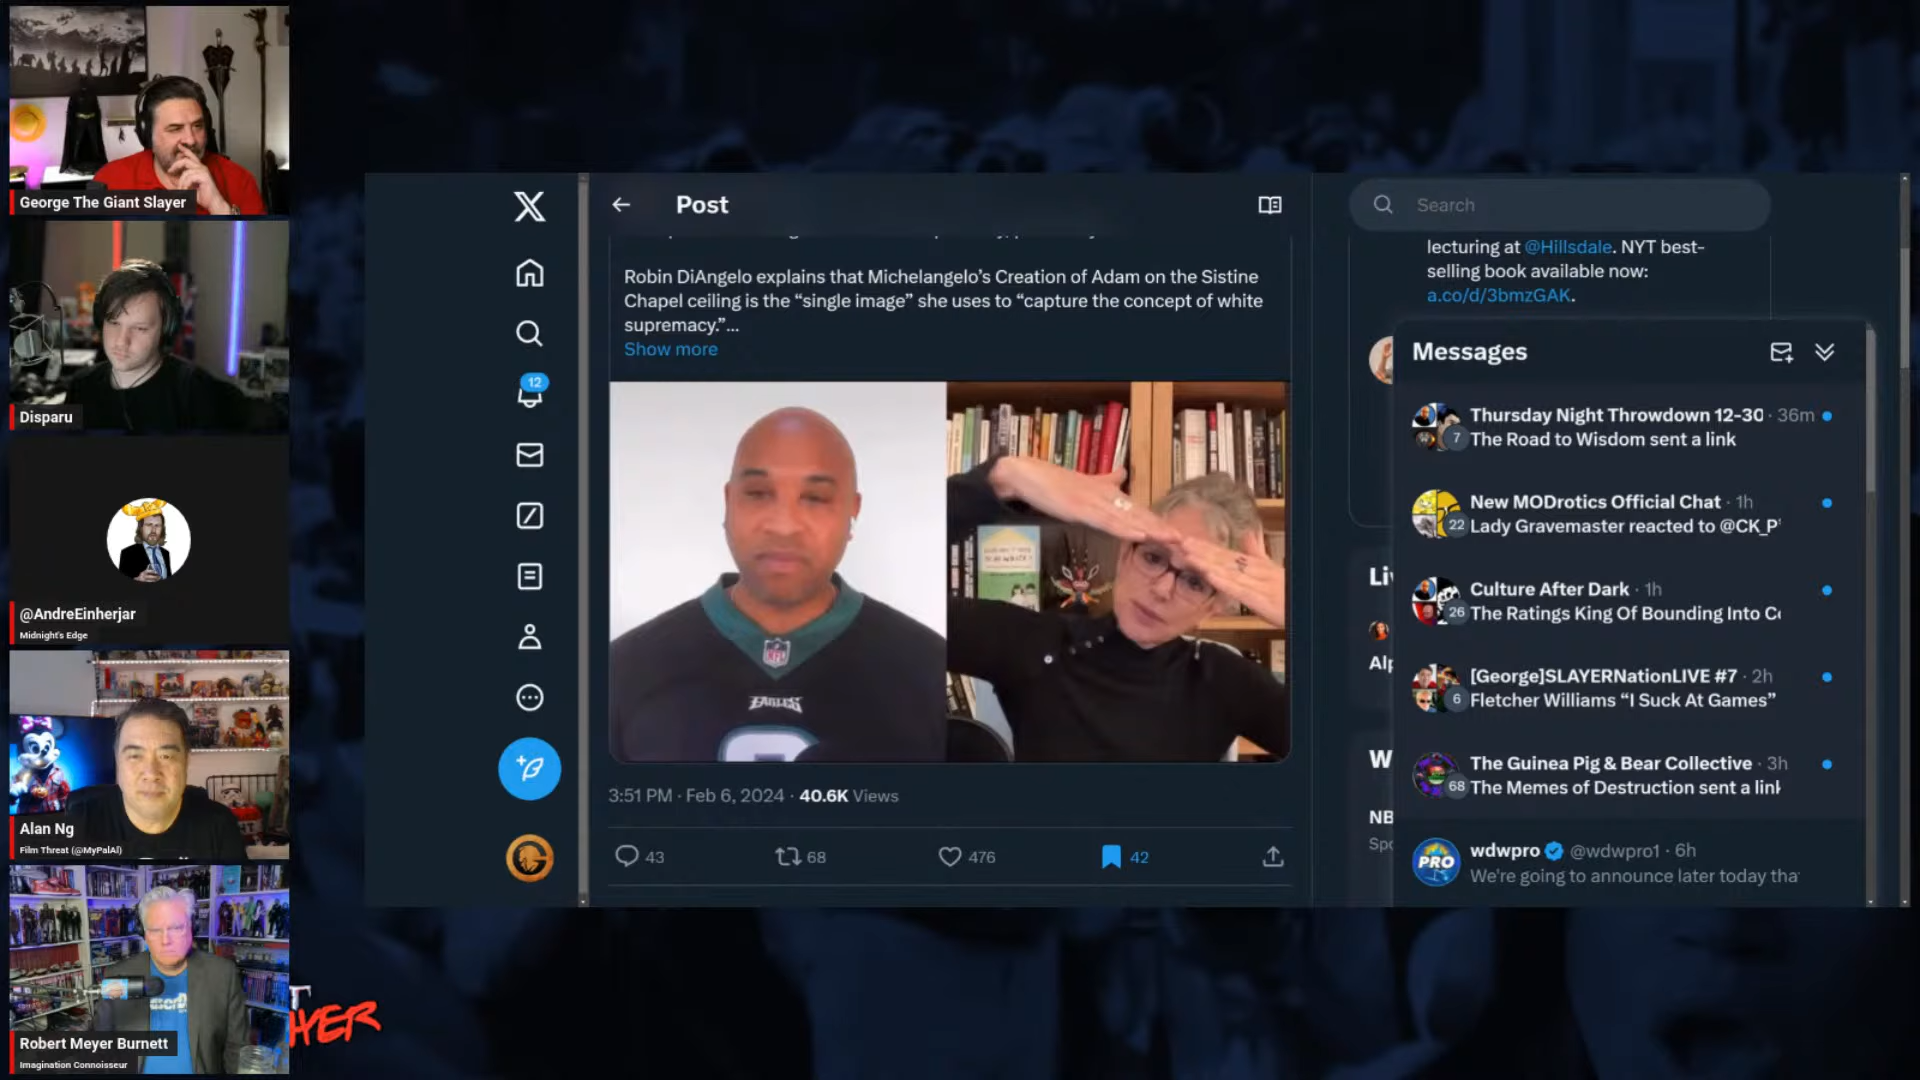 George The Giant Slayer
Disparu
@AndreEinherjar
Midnight's Edge
Alan Ng
Film Threat (@MyPalAl)
Robert Meyer Burnett
Imagination Connoisseur
Post
Robin DiAngelo explains that Michelangelo's Creation of Adam on the Sistine
Chapel ceiling is the “single image” she uses to “capture the concept of white
supremacy.”...
Show more
EAGLES
3:51 PM · Feb 6, 2024 · 40.6K Views
43 68 476 42
12
Search
lecturing at @Hillsdale. NYT best-
selling book available now:
a.co/d/3bmzGAK.
Messages
Thursday Night Throwdown 12-30 · 36m
7 The Road to Wisdom sent a link
New MODrotics Official Chat · 1h
22 Lady Gravemaster reacted to @CK_P
Culture After Dark · 1h
26 The Ratings King Of Bounding Into Co
[George]SLAYERNationLIVE #7 · 2h
6 Fletcher Williams “I Suck At Games”
The Guinea Pig & Bear Collective · 3h
68 The Memes of Destruction sent a link
PRO
wdwpro @wdwpro1 · 6h
We're going to announce later today tha
NFL